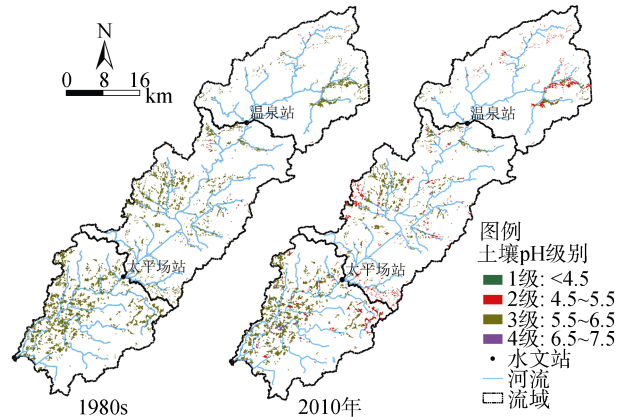 N
0 8 16
km
温泉站
温泉站
太平场站
太平场站
图例
土壤pH级别
1级: <4.5
2级: 4.5~5.5
3级: 5.5~6.5
4级: 6.5~7.5
水文站
河流
流域
1980s
2010年